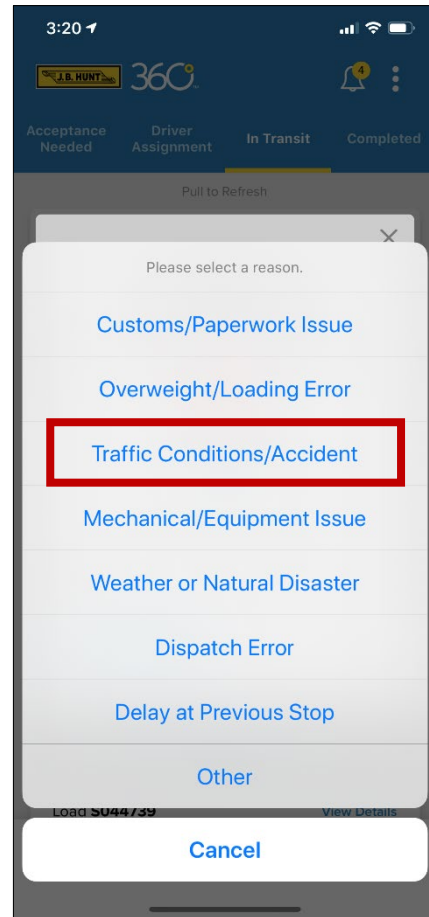 3:20
J.B. HUNT 360°
4
Acceptance Needed
Driver Assignment
In Transit
Completed
Pull to Refresh
Please select a reason.
Customs/Paperwork Issue
Overweight/Loading Error
Traffic Conditions/Accident
Mechanical/Equipment Issue
Weather or Natural Disaster
Dispatch Error
Delay at Previous Stop
Other
Load S044739 View Details
Cancel